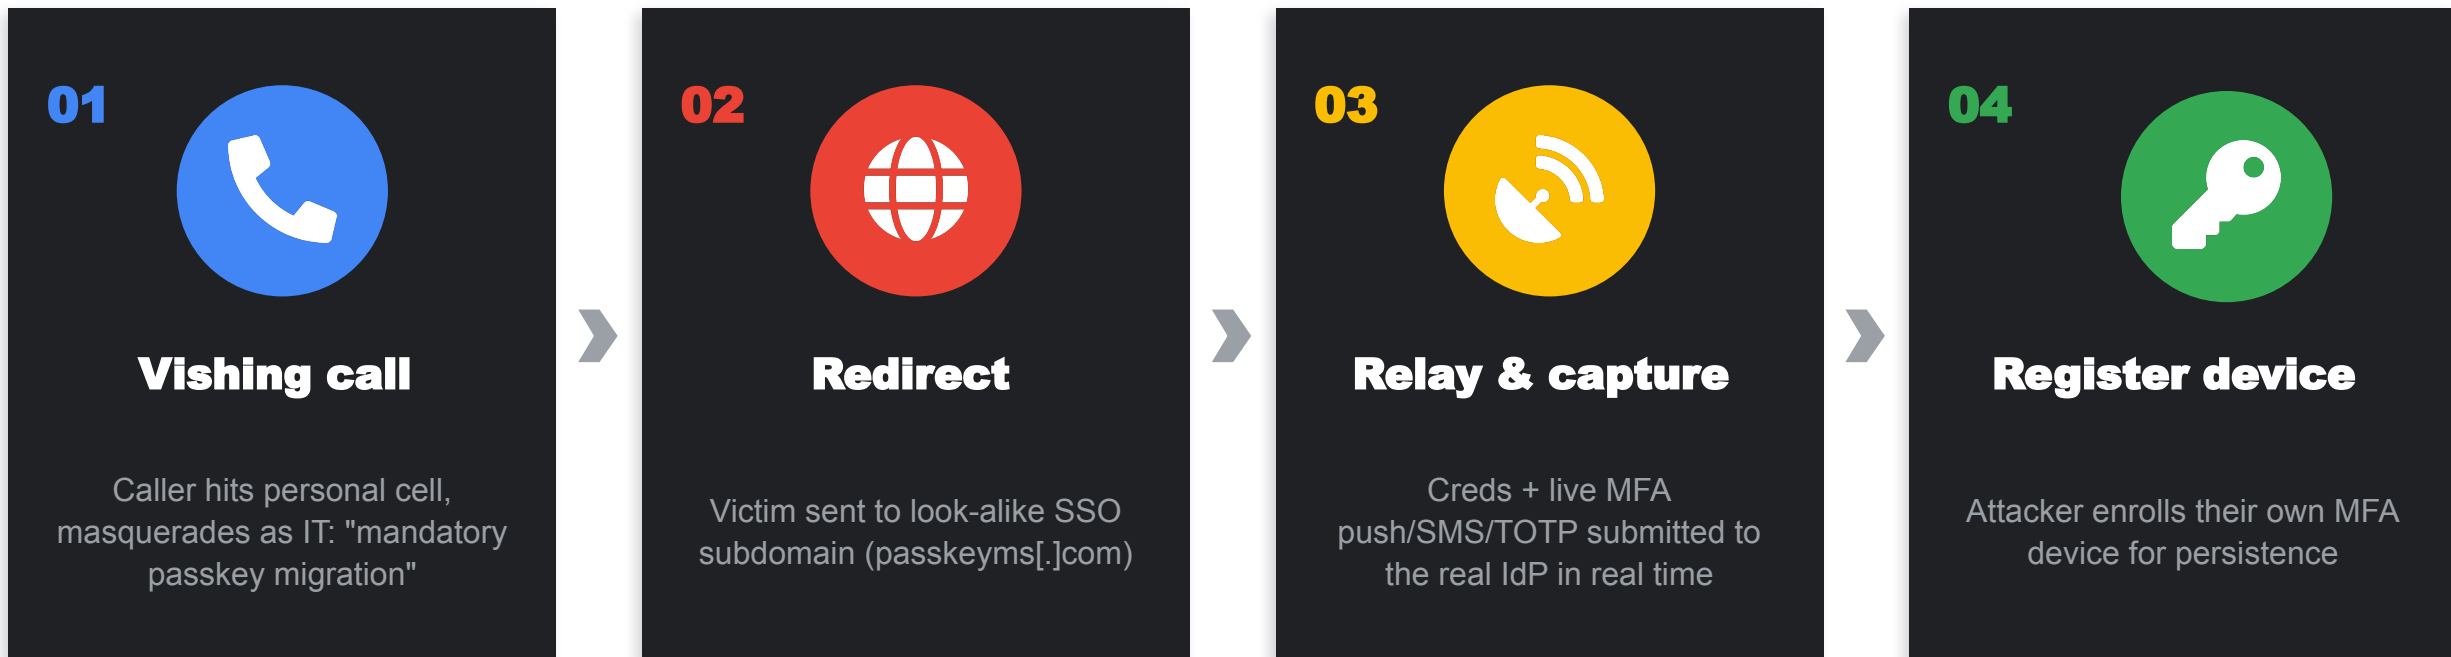 01
Vishing call
Caller hits personal cell,
masquerades as IT: "mandatory
passkey migration"
02
Redirect
Victim sent to look-alike SSO
subdomain (passkeyms[.]com)
03
Relay & capture
Creds + live MFA
push/SMS/TOTP submitted to
the real IdP in real time
04
Register device
Attacker enrolls their own MFA
device for persistence